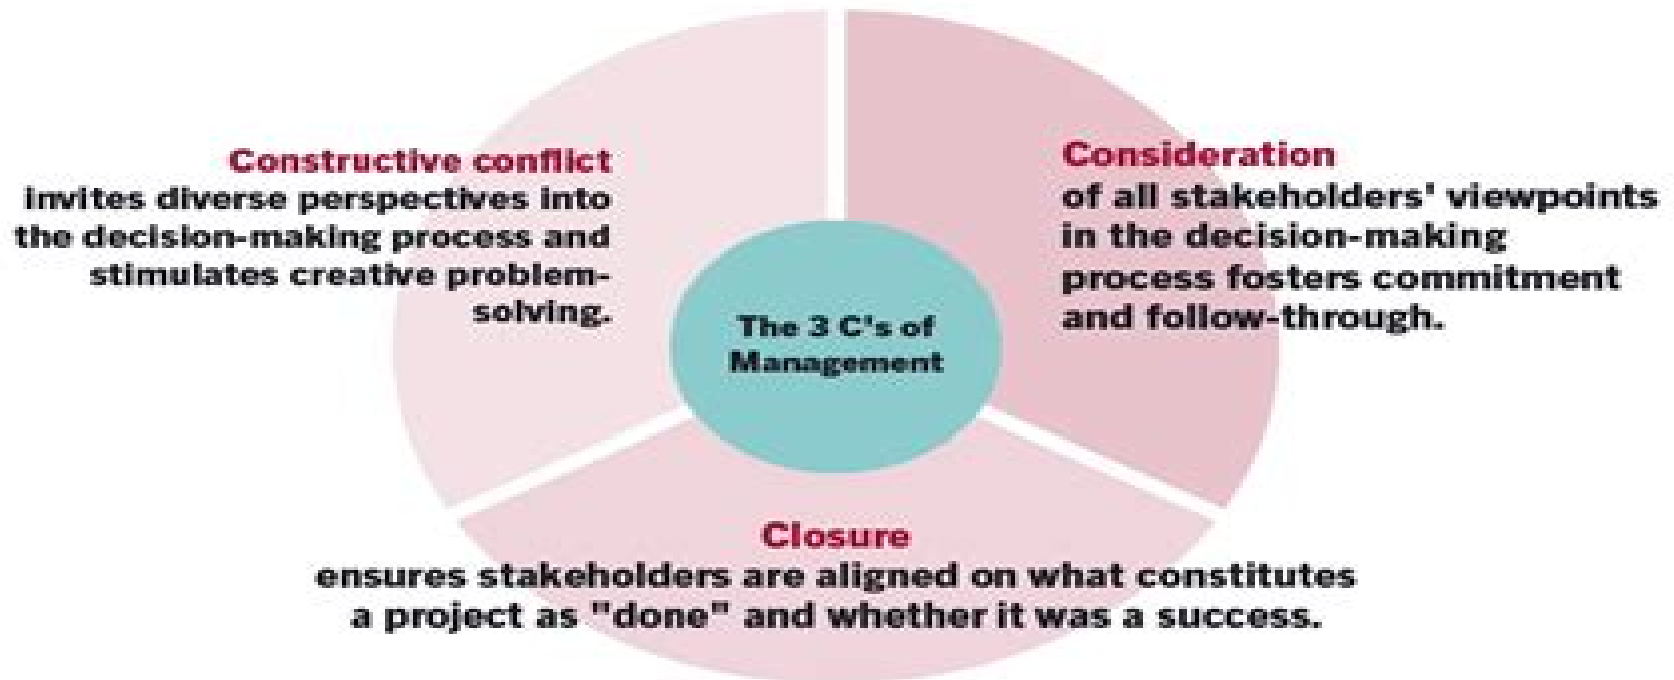 Constructive conflict
invites diverse perspectives into
the decision-making process and
stimulates creative problem-
solving.
Consideration
of all stakeholders' viewpoints
in the decision-making
process fosters commitment
and follow-through.
The 3 C's of
Management
Closure
ensures stakeholders are aligned on what constitutes
a project as "done" and whether it was a success.